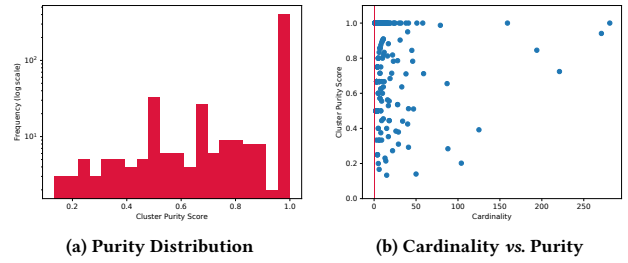 Frequency (log scale)
10²
10¹
0.2 0.4 0.6 0.8 1.0
Cluster Purity Score
(a) Purity Distribution
Cluster Purity Score
1.0
0.8
0.6
0.4
0.2
0.0
0 50 100 150 200 250
Cardinality
(b) Cardinality vs. Purity